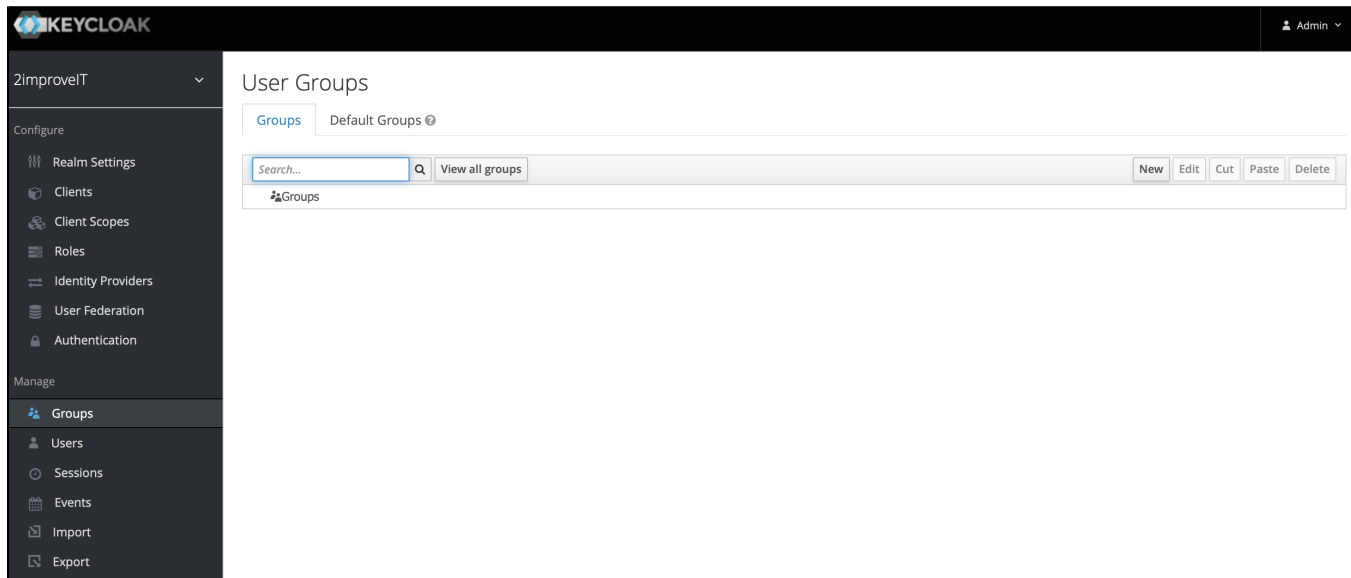 KEYCLOAK
Admin
2improveIT
Configure
Realm Settings
Clients
Client Scopes
Roles
Identity Providers
User Federation
Authentication
Manage
Groups
Users
Sessions
Events
Import
Export
User Groups
Groups Default Groups
Search... View all groups New Edit Cut Paste Delete
Groups